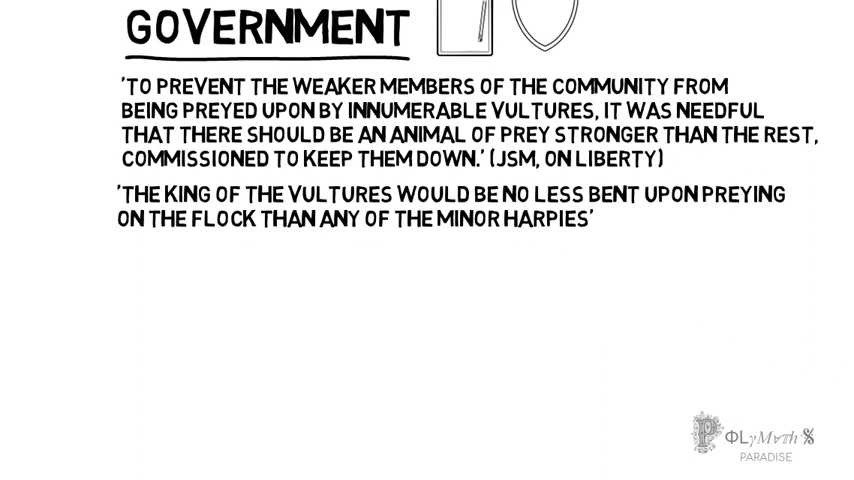 GOVERNMENT
'TO PREVENT THE WEAKER MEMBERS OF THE COMMUNITY FROM
BEING PREYED UPON BY INNUMERABLE VULTURES, IT WAS NEEDFUL
THAT THERE SHOULD BE AN ANIMAL OF PREY STRONGER THAN THE REST,
COMMISSIONED TO KEEP THEM DOWN.' (JSM, ON LIBERTY)
'THE KING OF THE VULTURES WOULD BE NO LESS BENT UPON PREYING
ON THE FLOCK THAN ANY OF THE MINOR HARPIES'
PARADISE